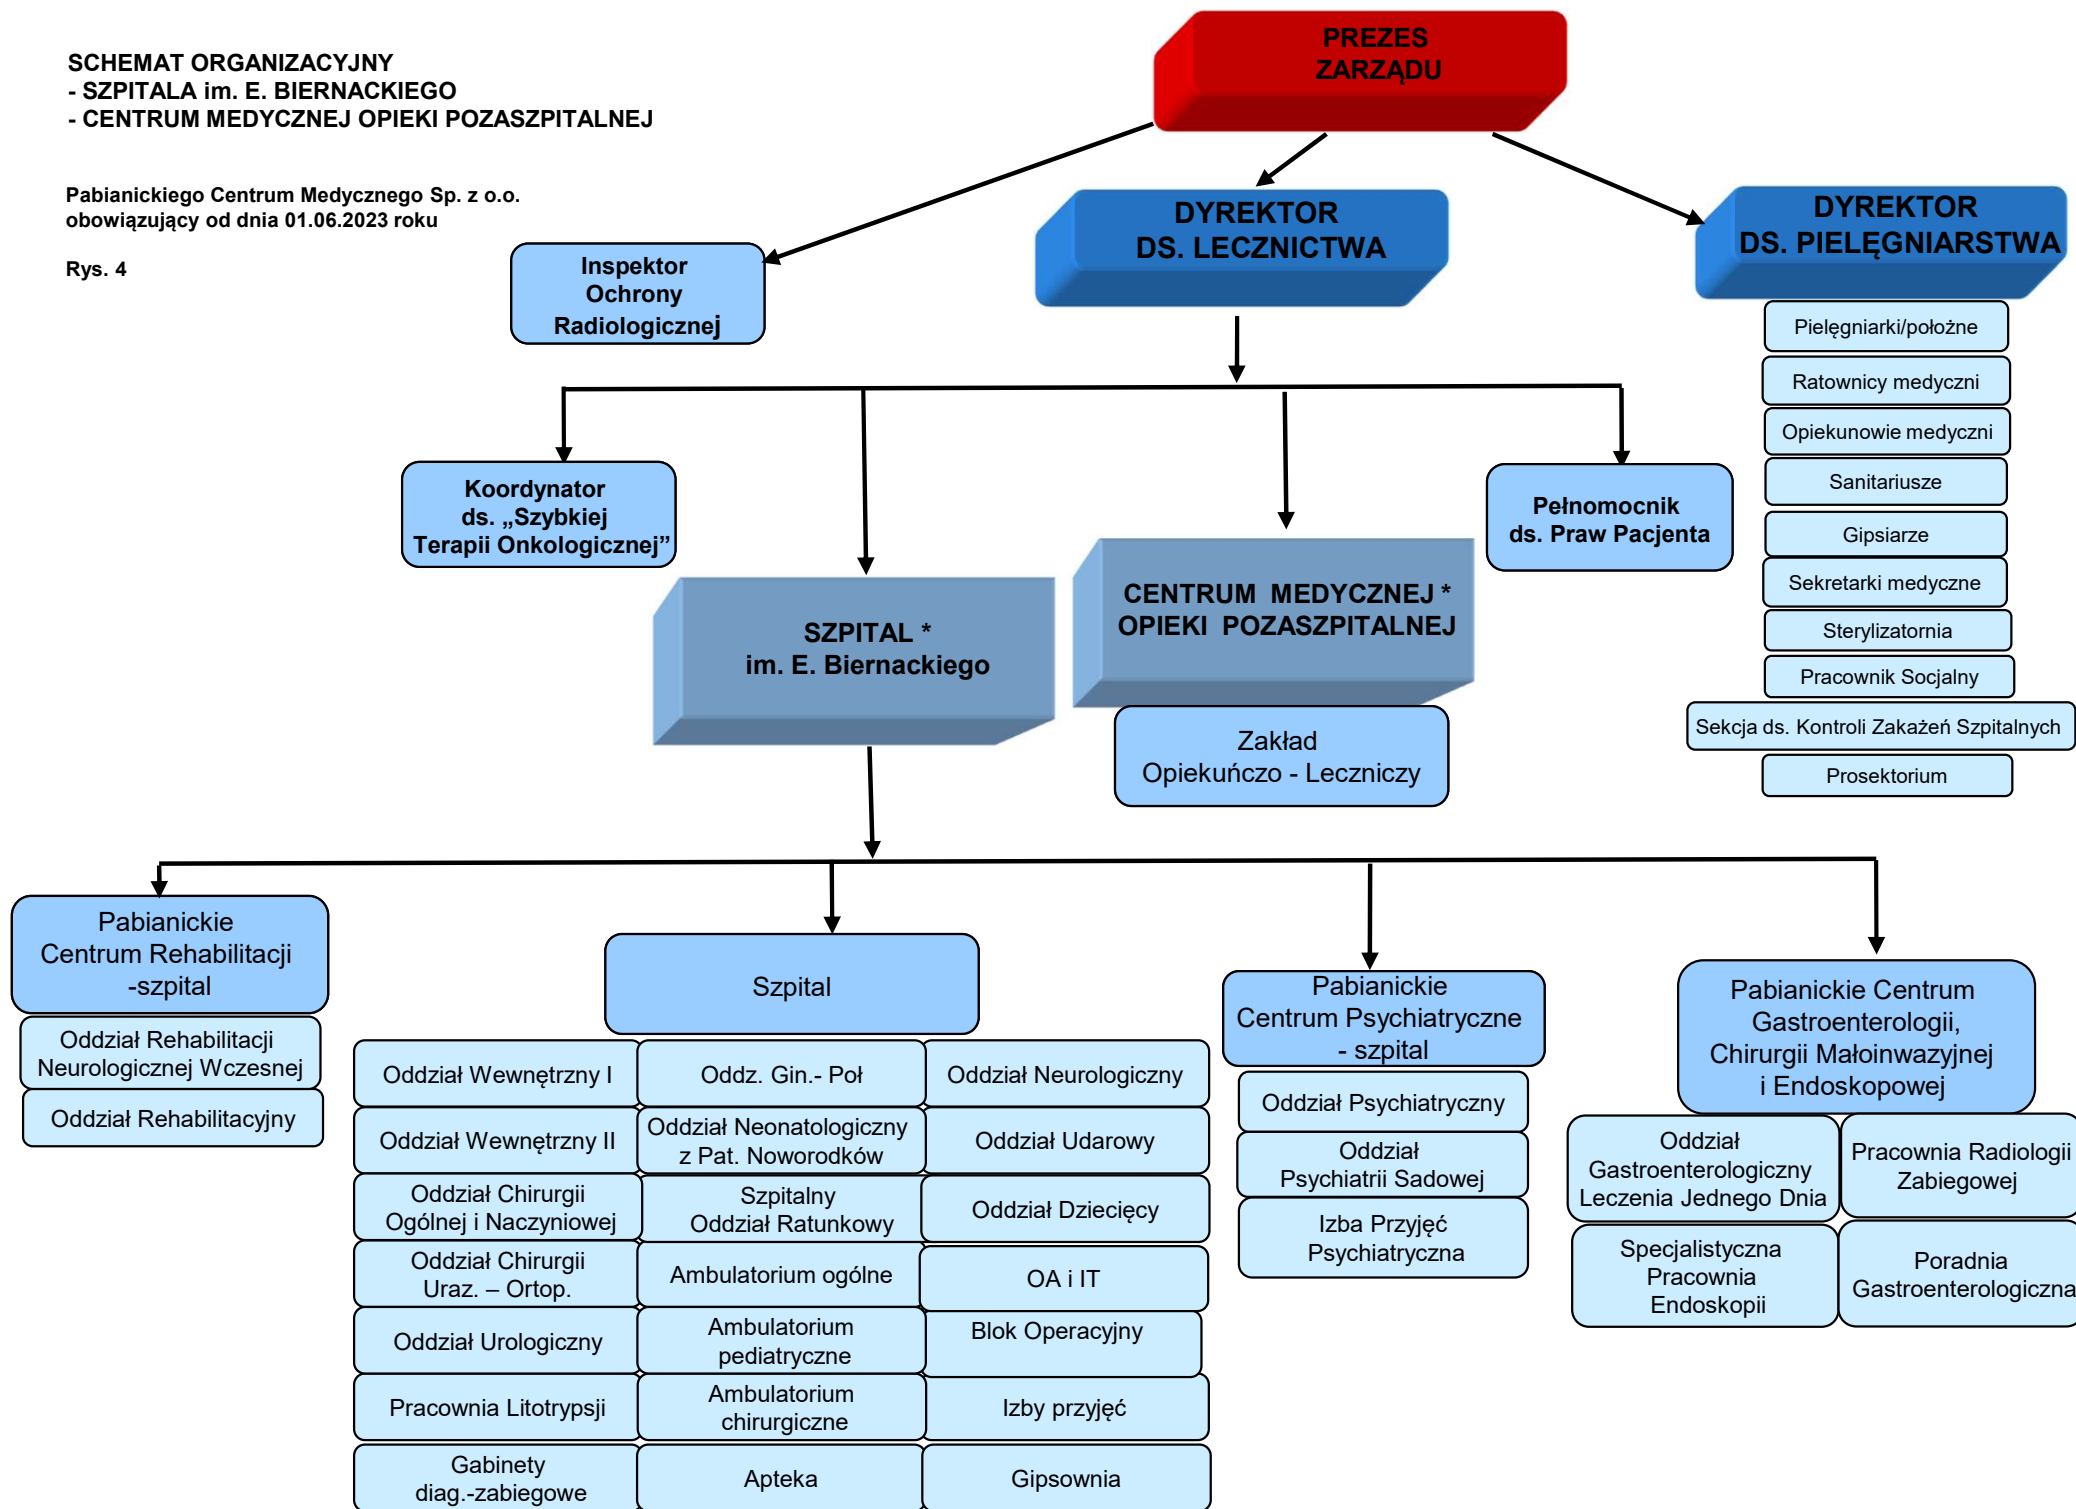 SCHEMAT ORGANIZACYJNY
- SZPITALA im. E. BIERNACKIEGO
- CENTRUM MEDYCZNEJ OPIEKI POZASZPITALNEJ
Pabianickiego Centrum Medycznego Sp. z o.o.
obowiązujący od dnia 01.06.2023 roku
Rys. 4
PREZES
ZARZĄDU
Inspektor
Ochrony
Radiologicznej
DYREKTOR
DS. LECZNICTWA
DYREKTOR
DS. PIELĘGNIARSTWA
Pielęgniarki/położne
Ratownicy medyczni
Opiekunowie medyczni
Sanitariusze
Gipsiarze
Sekretarki medyczne
Sterylizatornia
Pracownik Socjalny
Sekcja ds. Kontroli Zakażeń Szpitalnych
Prosektorium
Koordynator
ds. „Szybkiej
Terapii Onkologicznej”
SZPITAL *
im. E. Biernackiego
CENTRUM MEDYCZNEJ *
OPIEKI POZASZPITALNEJ
Zakład
Opiekuńczo - Leczniczy
Pełnomocnik
ds. Praw Pacjenta
Pabianickie
Centrum Rehabilitacji
-szpital
Oddział Rehabilitacji
Neurologicznej Wczesnej
Oddział Rehabilitacyjny
Szpital
Oddział Wewnętrzny I
Oddział Wewnętrzny II
Oddział Chirurgii
Ogólnej i Naczyniowej
Oddział Chirurgii
Uraz. – Ortop.
Oddział Urologiczny
Pracownia Litotrypsji
Gabinety
diag.-zabiegowe
Oddz. Gin.- Poł
Oddział Neonatologiczny
z Pat. Noworodków
Szpitalny
Oddział Ratunkowy
Ambulatorium ogólne
Ambulatorium
pediatryczne
Ambulatorium
chirurgiczne
Apteka
Oddział Neurologiczny
Oddział Udarowy
Oddział Dziecięcy
OA i IT
Blok Operacyjny
Izby przyjęć
Gipsownia
Pabianickie
Centrum Psychiatryczne
- szpital
Oddział Psychiatryczny
Oddział
Psychiatrii Sadowej
Izba Przyjęć
Psychiatryczna
Pabianickie Centrum
Gastroenterologii,
Chirurgii Małoinwazyjnej
i Endoskopowej
Oddział
Gastroenterologiczny
Leczenia Jednego Dnia
Specjalistyczna
Pracownia
Endoskopii
Pracownia Radiologii
Zabiegowej
Poradnia
Gastroenterologiczna